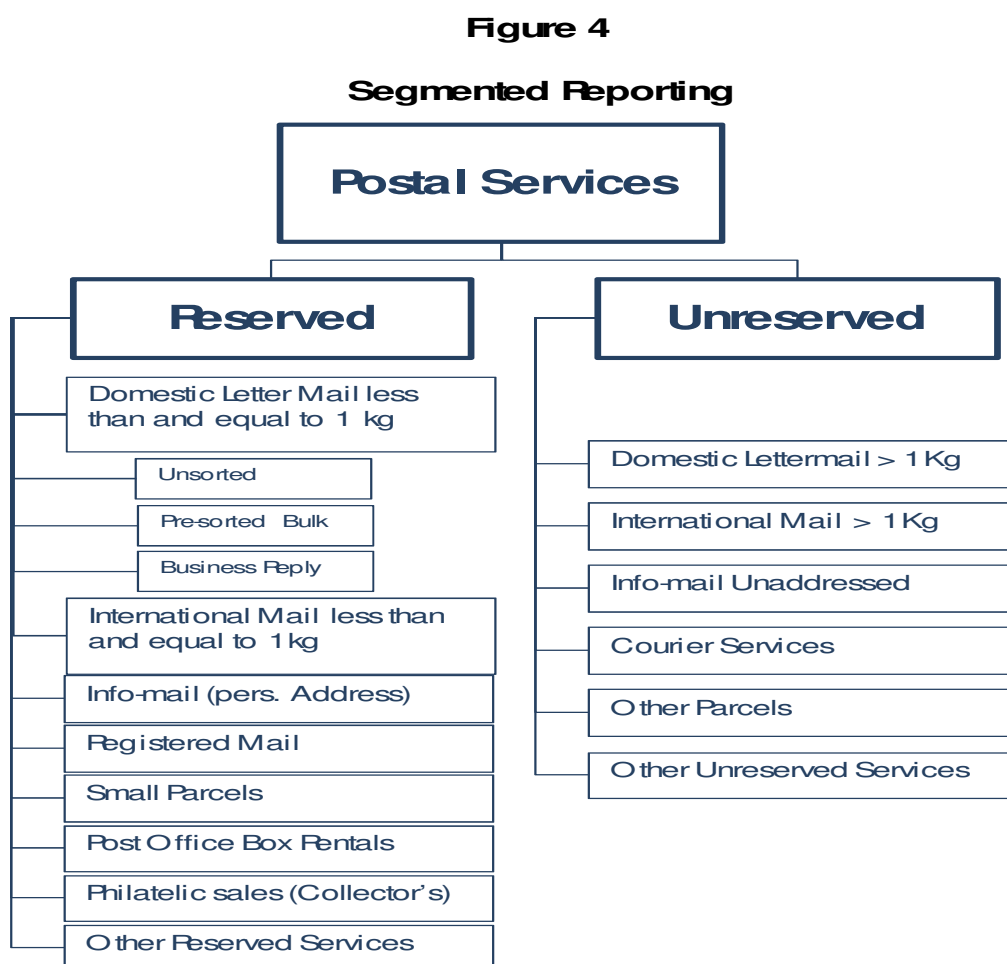 Figure 4
Segmented Reporting
Postal Services
Reserved
Domestic Letter Mail less
than and equal to 1 kg
Unsorted
Pre-sorted Bulk
Business Reply
International Mail less than
and equal to 1kg
Info-mail (pers. Address)
Registered Mail
Small Parcels
Post Office Box Rentals
Philatelic sales (Collector's)
Other Reserved Services
Unreserved
Domestic Lettermail > 1Kg
International Mail > 1Kg
Info-mail Unaddressed
Courier Services
Other Parcels
Other Unreserved Services